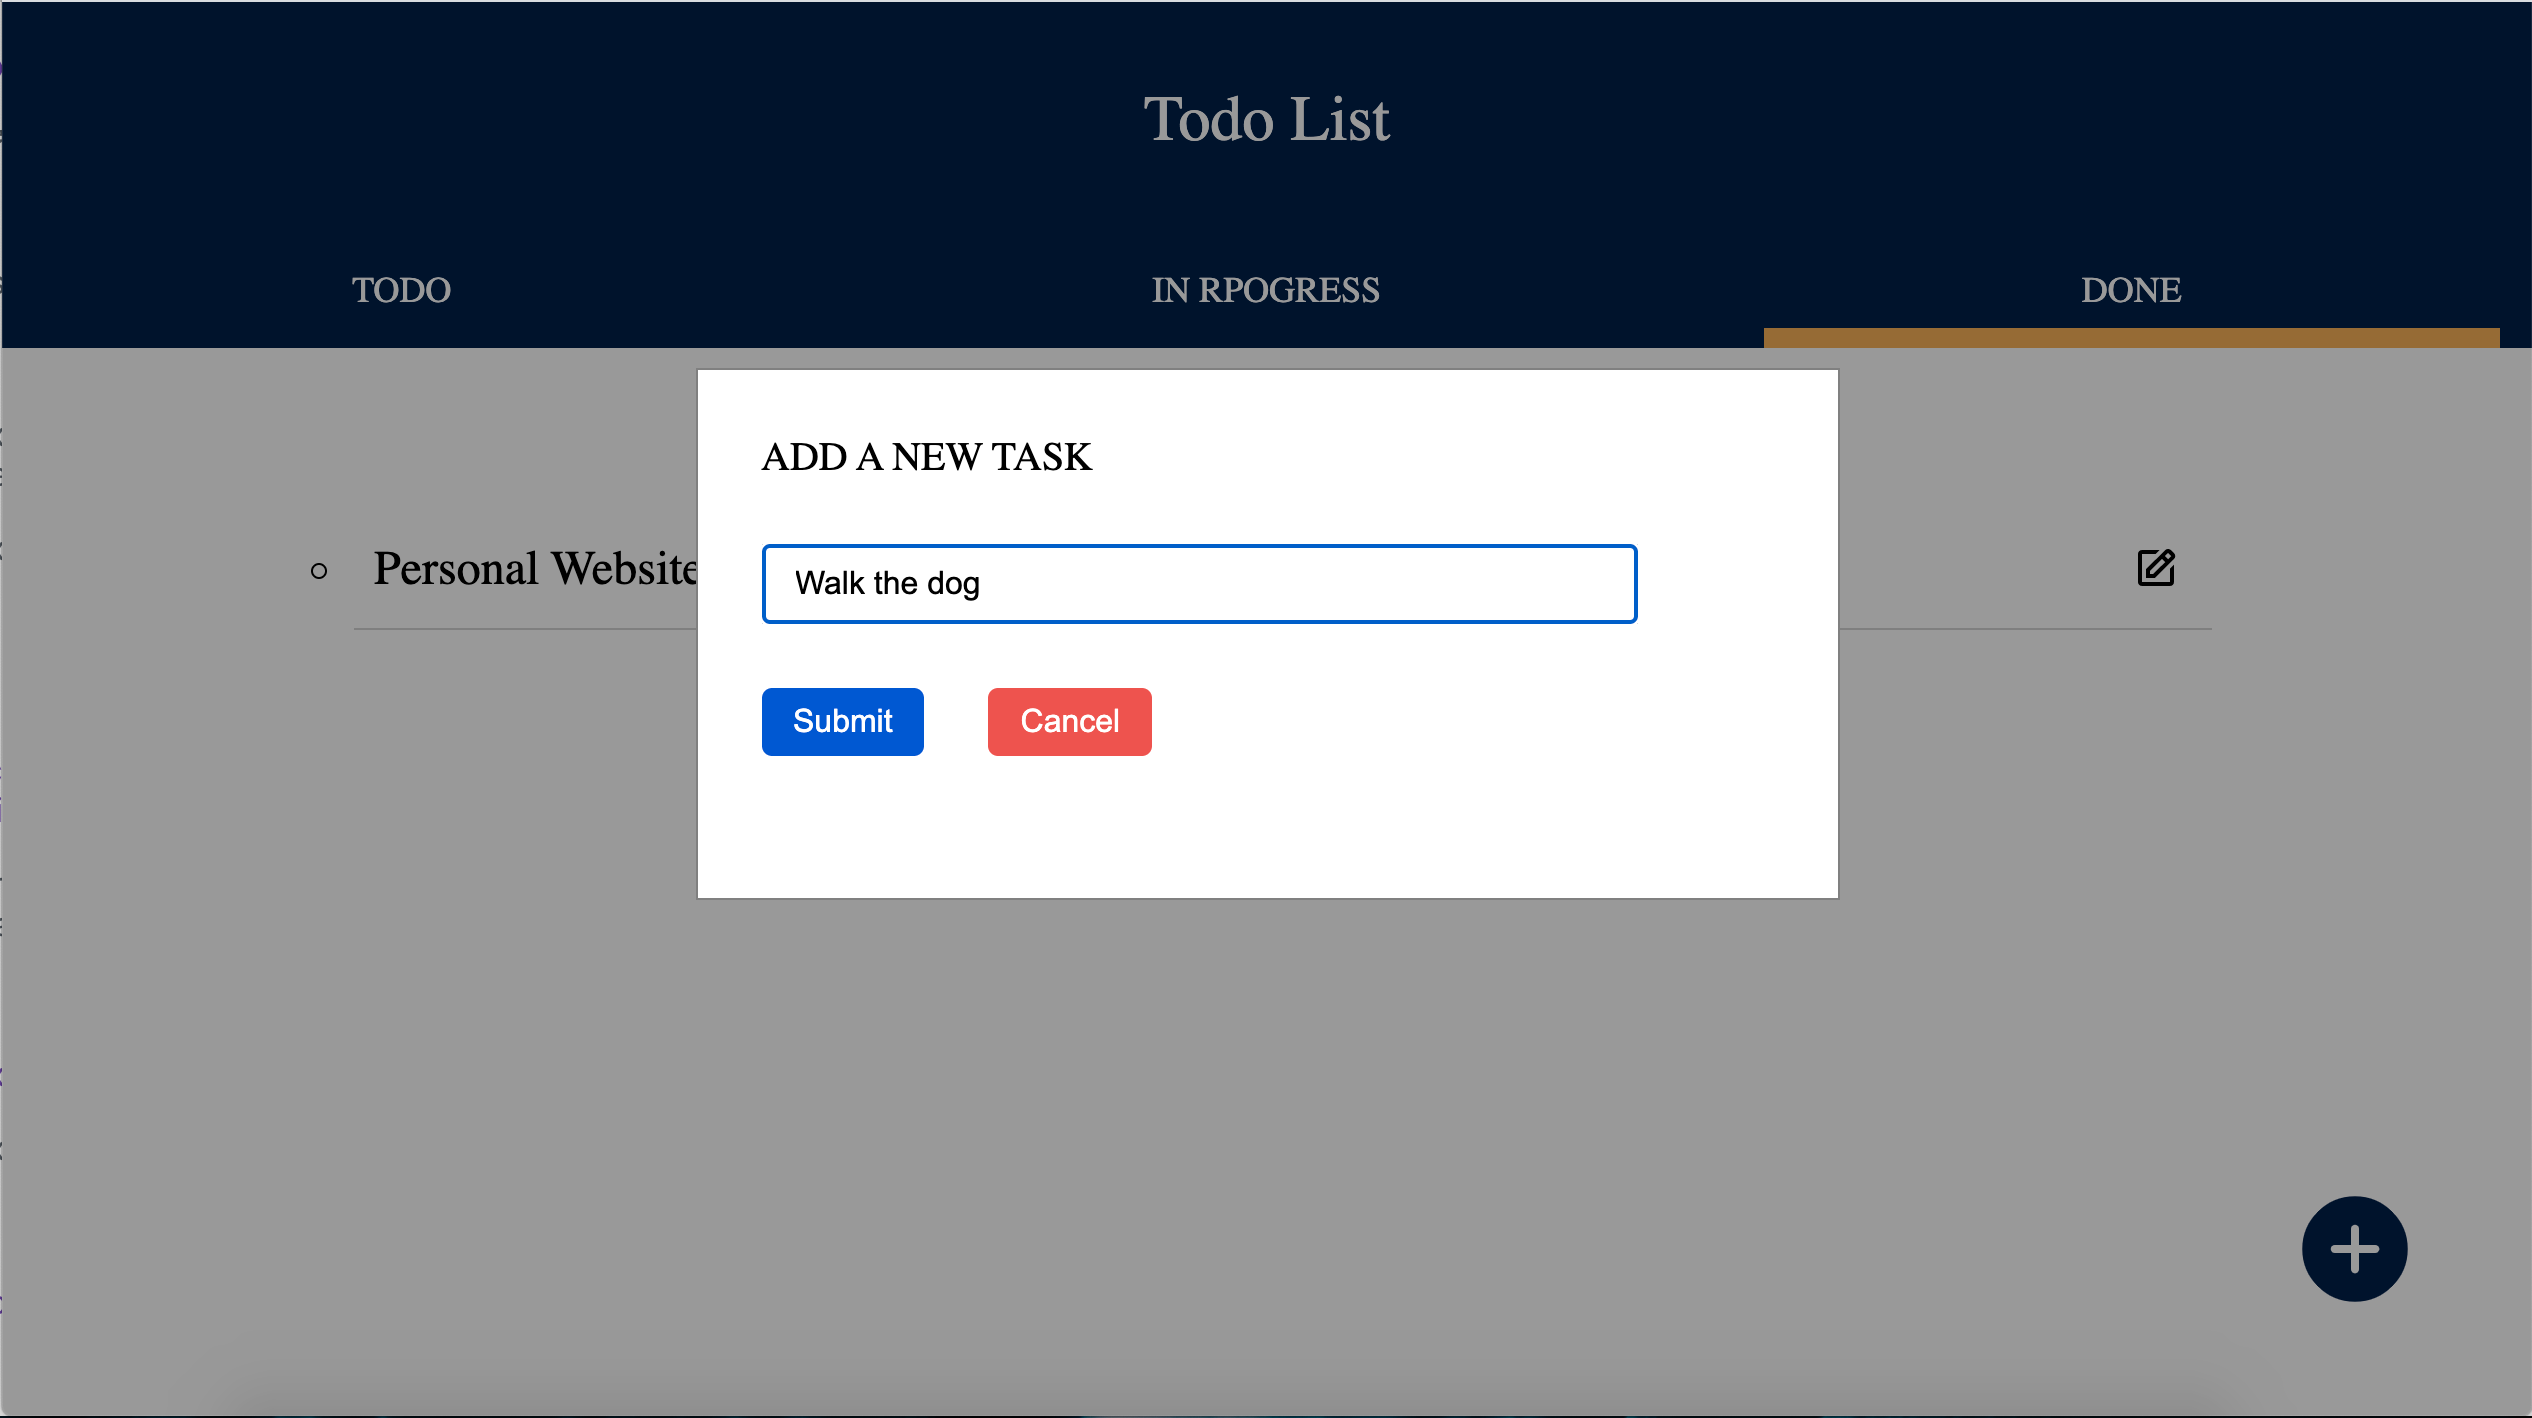 Todo List
TODO
IN RPOGRESS
DONE
ADD A NEW TASK
Personal Website
Walk the dog
Submit
Cancel